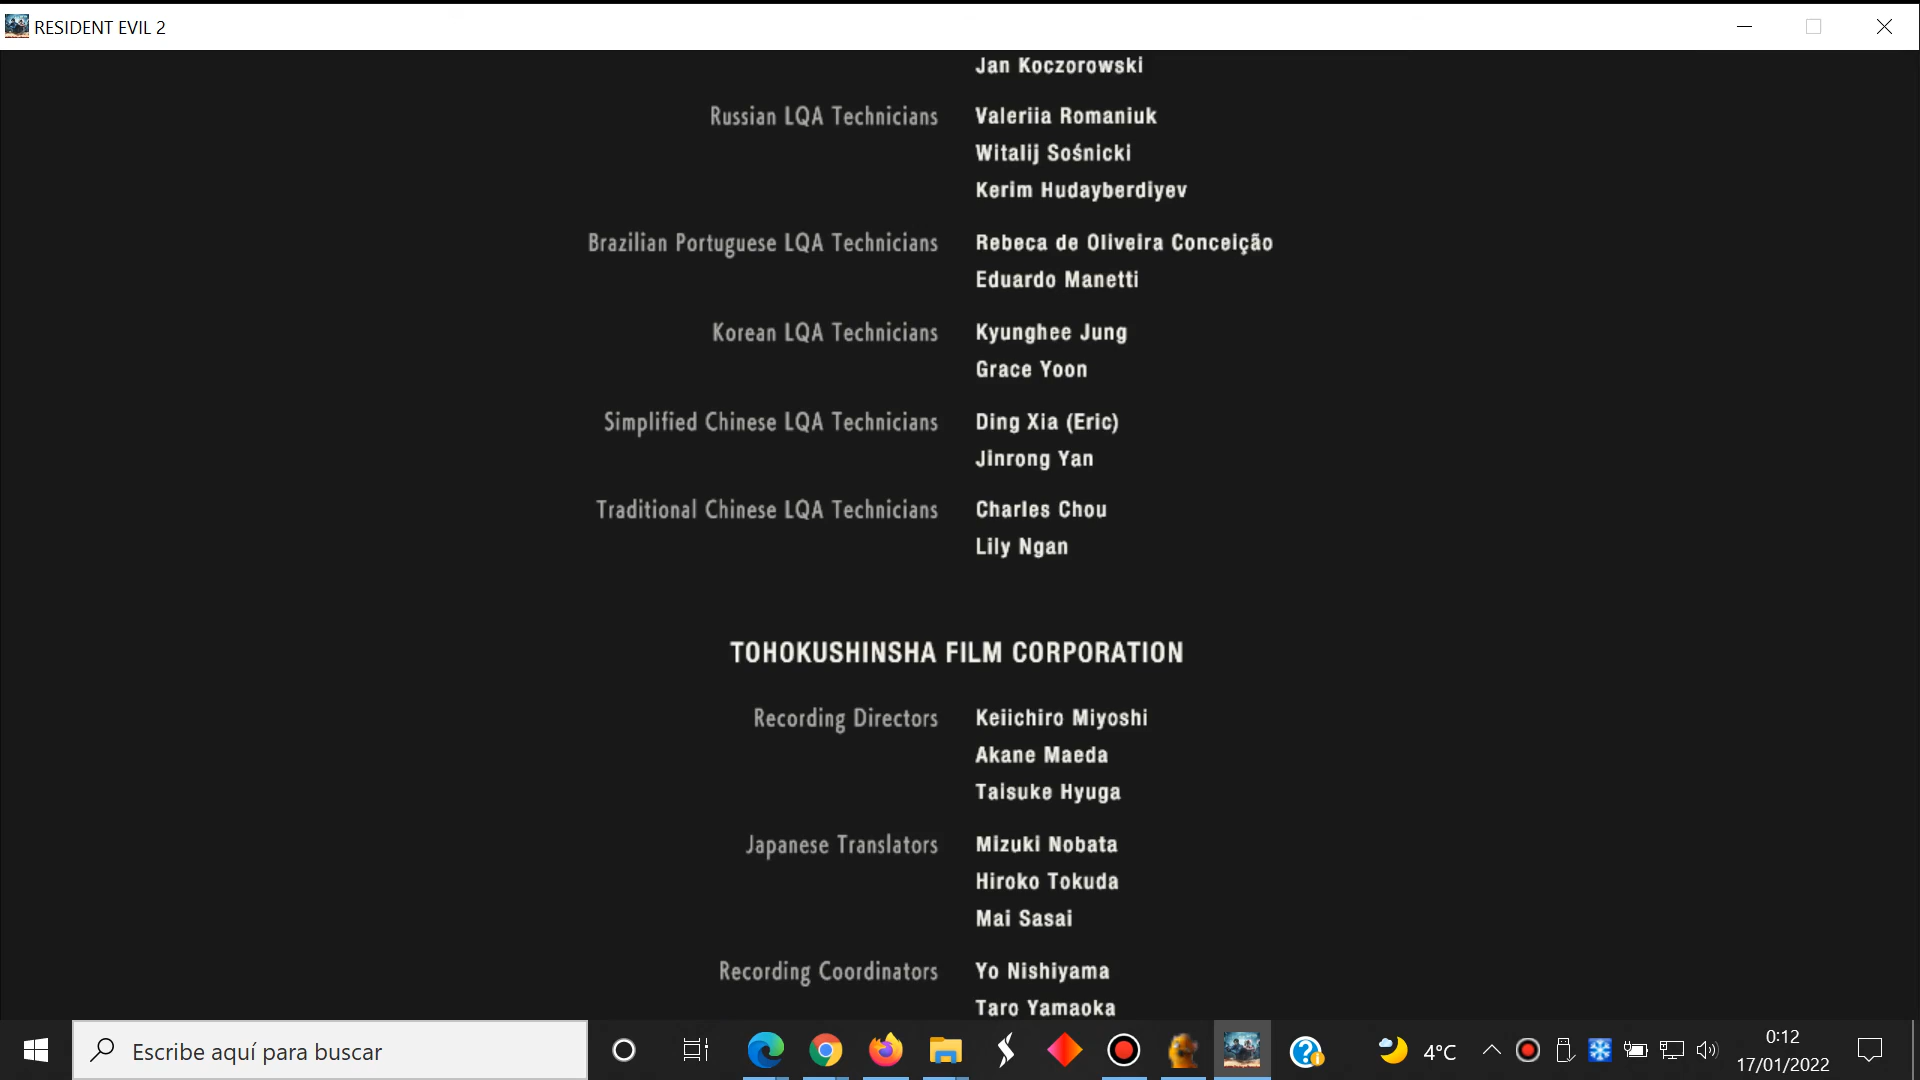 RESIDENT EVIL 2
Jan Koczorowski
Russian LQA Technicians Valeriia Romaniuk
Witalij Sośnicki
Kerim Hudayberdiyev
Brazilian Portuguese LQA Technicians Rebeca de Oliveira Conceição
Eduardo Manetti
Korean LQA Technicians Kyunghee Jung
Grace Yoon
Simplified Chinese LQA Technicians Ding Xia (Eric)
Jinrong Yan
Traditional Chinese LQA Technicians Charles Chou
Lily Ngan
TOHOKUSHINSHA FILM CORPORATION
Recording Directors Keiichiro Miyoshi
Akane Maeda
Taisuke Hyuga
Japanese Translators Mizuki Nobata
Hiroko Tokuda
Mai Sasai
Recording Coordinators Yo Nishiyama
Taro Yamaoka
Escribe aquí para buscar
4°C
0:12
17/01/2022